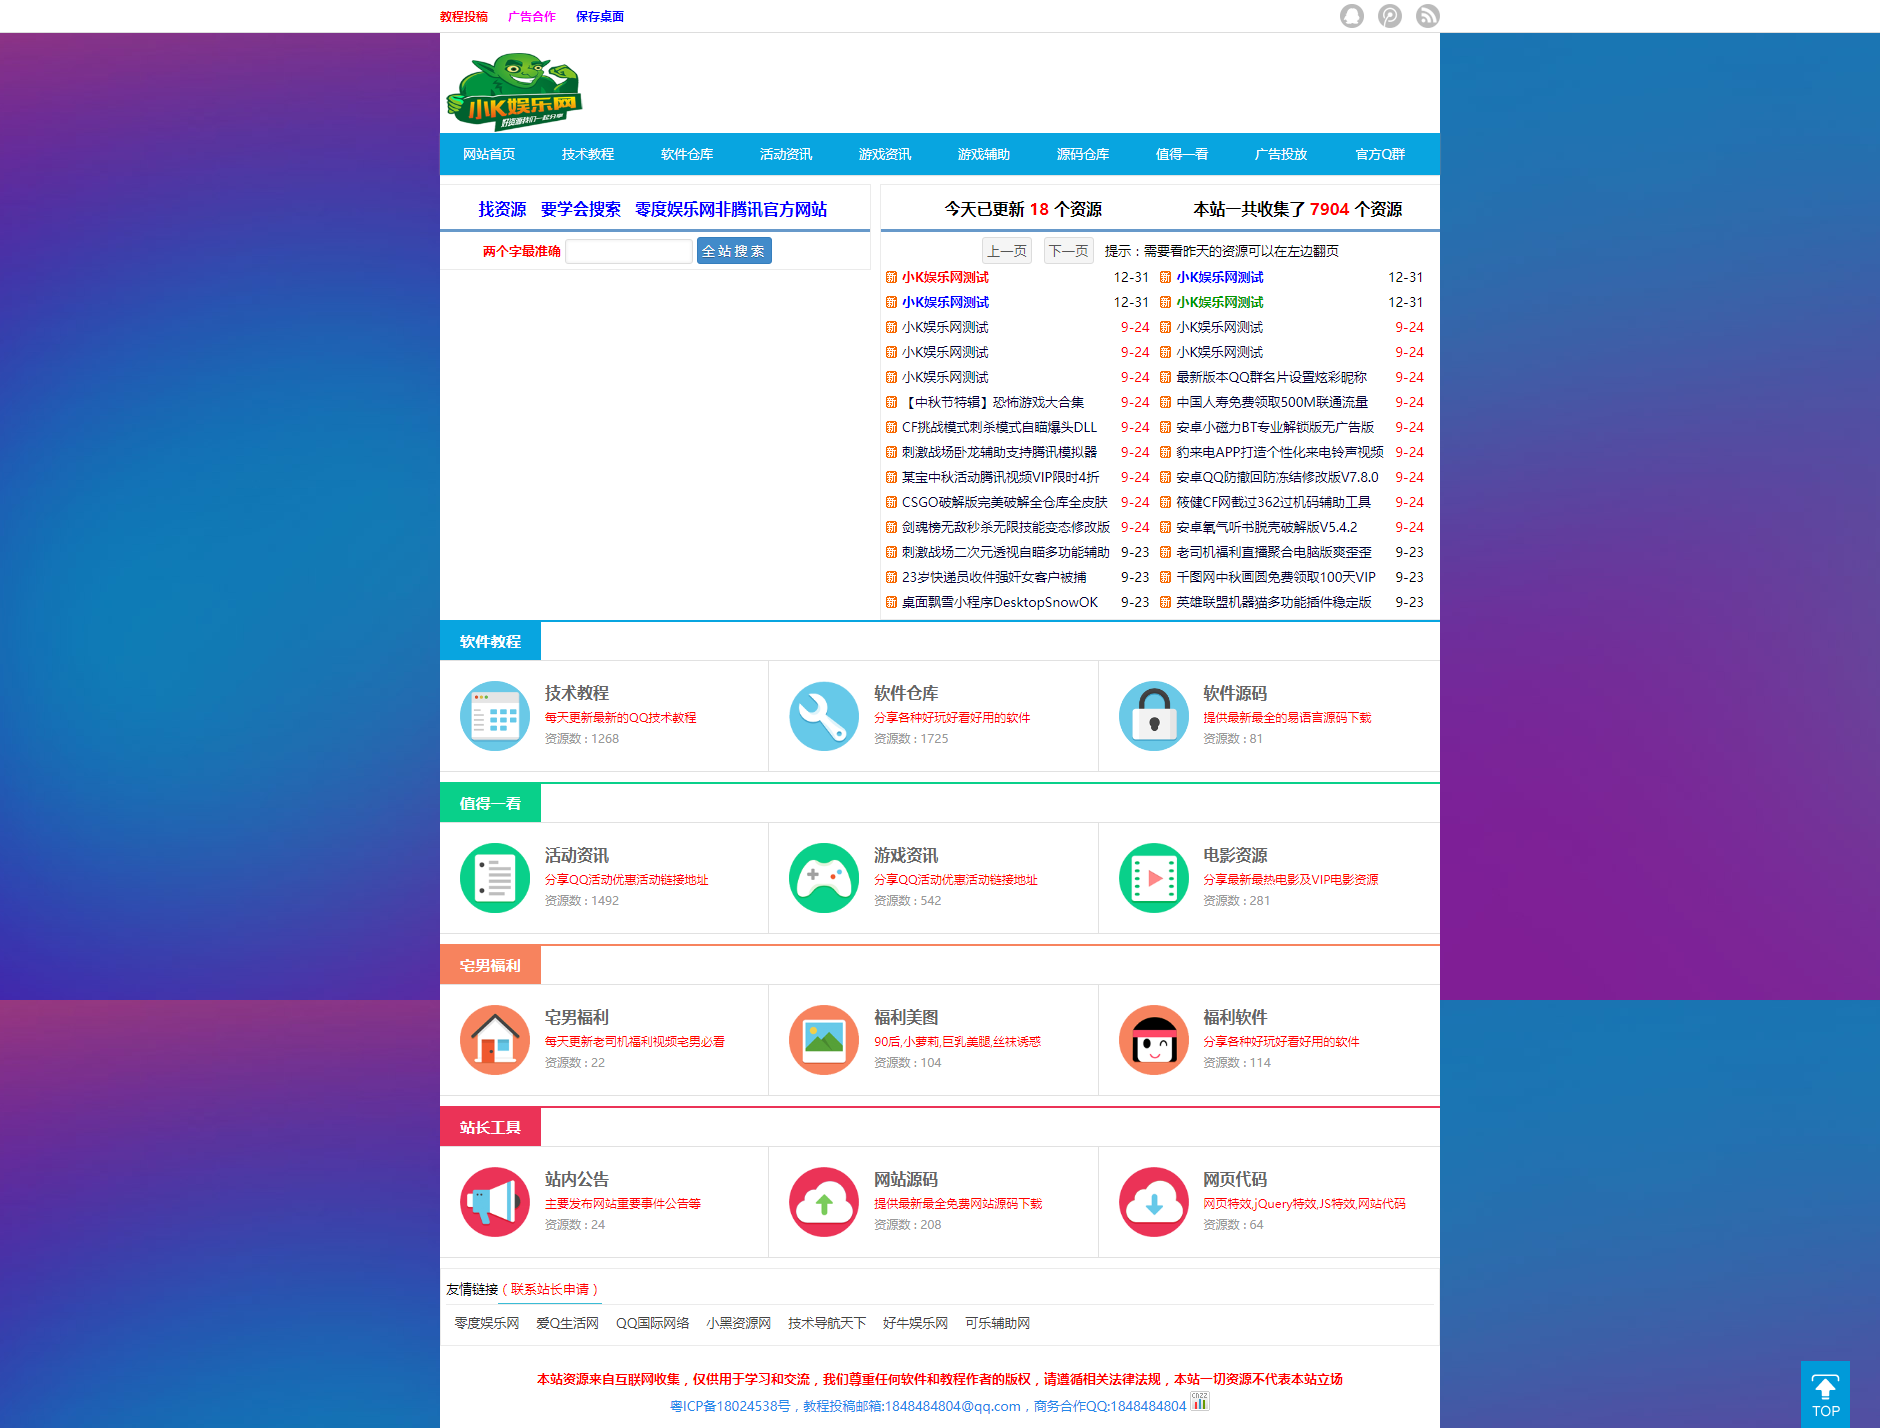 教程投稿 广告合作 保存桌面
小K娱乐网
好资源我们一起分享
网站首页 技术教程 软件仓库 活动资讯 游戏资讯 游戏辅助 源码仓库 值得一看 广告投放 官方Q群
找资源 要学会搜索 零度娱乐网非腾讯官方网站
两个字最准确 全站搜索
今天已更新 18 个资源 本站一共收集了 7904 个资源
上一页 下一页 提示：需要看昨天的资源可以在左边翻页
新 小K娱乐网测试 12-31 新 小K娱乐网测试 12-31
新 小K娱乐网测试 12-31 新 小K娱乐网测试 12-31
新 小K娱乐网测试 9-24 新 小K娱乐网测试 9-24
新 小K娱乐网测试 9-24 新 小K娱乐网测试 9-24
新 小K娱乐网测试 9-24 新 最新版本QQ群名片设置炫彩昵称 9-24
新 【中秋节特辑】恐怖游戏大合集 9-24 新 中国人寿免费领取500M联通流量 9-24
新 CF挑战模式刺杀模式自瞄爆头DLL 9-24 新 安卓小磁力BT专业解锁版无广告版 9-24
新 刺激战场卧龙辅助支持腾讯模拟器 9-24 新 豹来电APP打造个性化来电铃声视频 9-24
新 某宝中秋活动腾讯视频VIP限时4折 9-24 新 安卓QQ防撤回防冻结修改版V7.8.0 9-24
新 CSGO破解版完美破解全仓库全皮肤 9-24 新 筱健CF网截过362过机码辅助工具 9-24
新 剑魂榜无敌秒杀无限技能变态修改版 9-24 新 安卓氧气听书脱壳破解版V5.4.2 9-24
新 刺激战场二次元透视自瞄多功能辅助 9-23 新 老司机福利直播聚合电脑版爽歪歪 9-23
新 23岁快递员收件强奸女客户被捕 9-23 新 千图网中秋画圆免费领取100天VIP 9-23
新 桌面飘雪小程序DesktopSnowOK 9-23 新 英雄联盟机器猫多功能插件稳定版 9-23
软件教程
技术教程 软件仓库 软件源码
每天更新最新的QQ技术教程 分享各种好玩好看好用的软件 提供最新最全的易语言源码下载
资源数 : 1268 资源数 : 1725 资源数 : 81
值得一看
活动资讯 游戏资讯 电影资源
分享QQ活动优惠活动链接地址 分享QQ活动优惠活动链接地址 分享最新最热电影及VIP电影资源
资源数 : 1492 资源数 : 542 资源数 : 281
宅男福利
宅男福利 福利美图 福利软件
每天更新老司机福利视频宅男必看 90后,小萝莉,巨乳美腿,丝袜诱惑 分享各种好玩好看好用的软件
资源数 : 22 资源数 : 104 资源数 : 114
站长工具
站内公告 网站源码 网页代码
主要发布网站重要事件公告等 提供最新最全免费网站源码下载 网页特效,jQuery特效,JS特效,网站代码
资源数 : 24 资源数 : 208 资源数 : 64
友情链接（联系站长申请）
零度娱乐网 爱Q生活网 QQ国际网络 小黑资源网 技术导航天下 好牛娱乐网 可乐辅助网
本站资源来自互联网收集，仅供用于学习和交流，我们尊重任何软件和教程作者的版权，请遵循相关法律法规，本站一切资源不代表本站立场
粤ICP备18024538号，教程投稿邮箱:1848484804@qq.com，商务合作QQ:1848484804 CNZZ
TOP